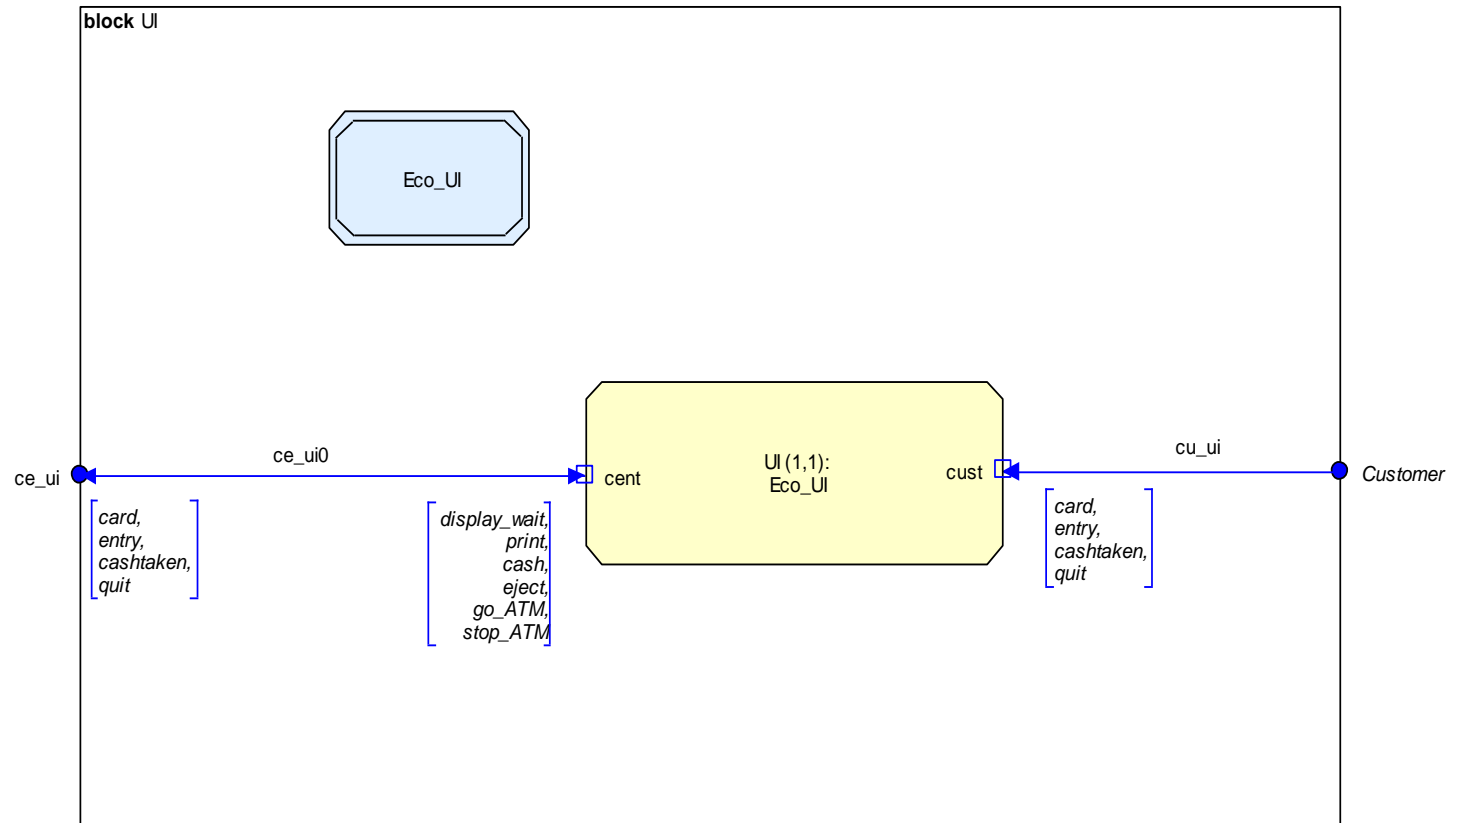 block UI
Eco_UI
ce_ui
ce_ui0
cent
UI (1,1):
Eco_UI
cust
cu_ui
Customer
card,
entry,
cashtaken,
quit
display_wait,
print,
cash,
eject,
go_ATM,
stop_ATM
card,
entry,
cashtaken,
quit